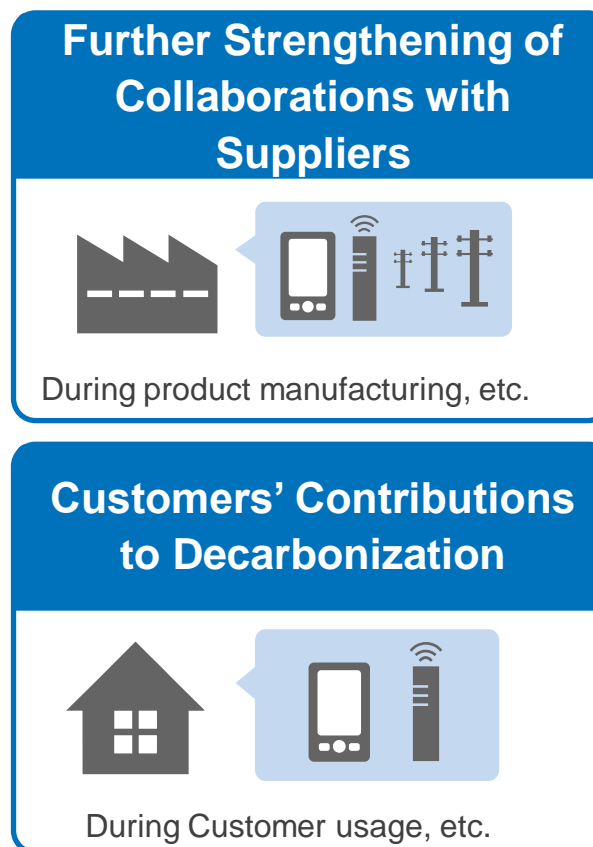 Further Strengthening of
Collaborations with
Suppliers
During product manufacturing, etc.
Customers’ Contributions
to Decarbonization
During Customer usage, etc.